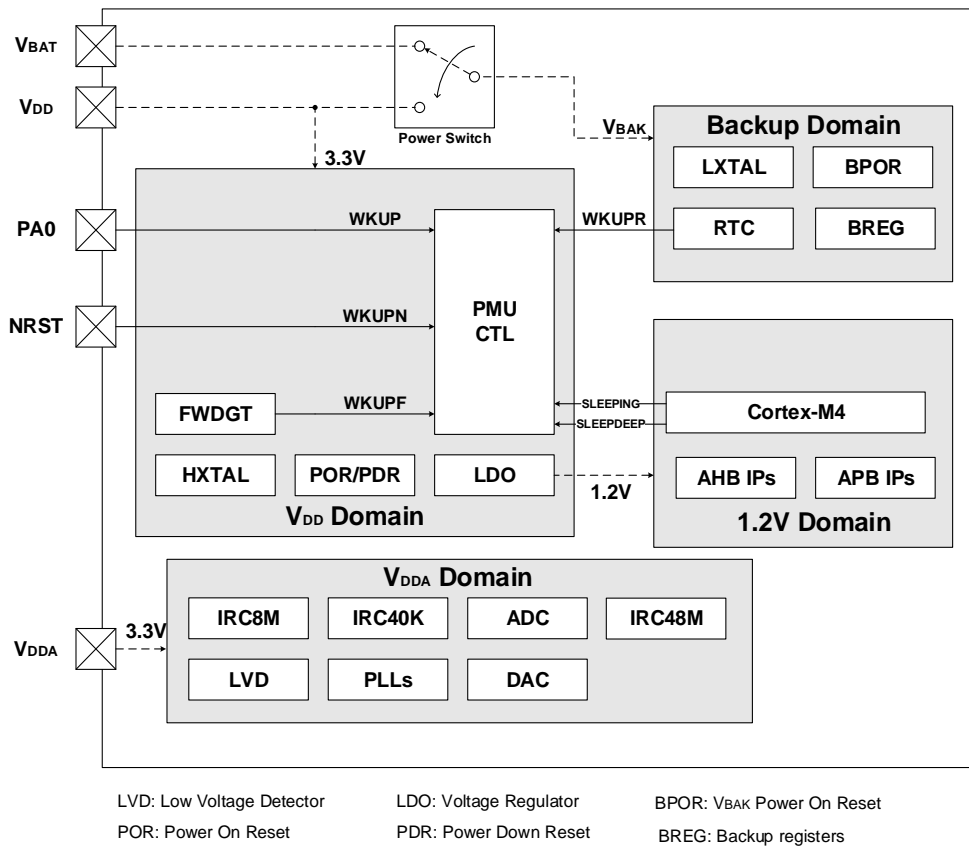 VBAT
VDD
Power Switch
3.3V
VBAK
Backup Domain
LXTAL
BPOR
RTC
BREG
PA0
WKUP
WKUPR
NRST
WKUPN
PMU
CTL
FWDGT
WKUPF
SLEEPING
SLEEPDEEP
Cortex-M4
HXTAL
POR/PDR
LDO
1.2V
AHB IPs
APB IPs
VDD Domain
1.2V Domain
VDDA Domain
VDDA
3.3V
IRC8M
IRC40K
ADC
IRC48M
LVD
PLLs
DAC
LVD: Low Voltage Detector
LDO: Voltage Regulator
BPOR: VBAK Power On Reset
POR: Power On Reset
PDR: Power Down Reset
BREG: Backup registers